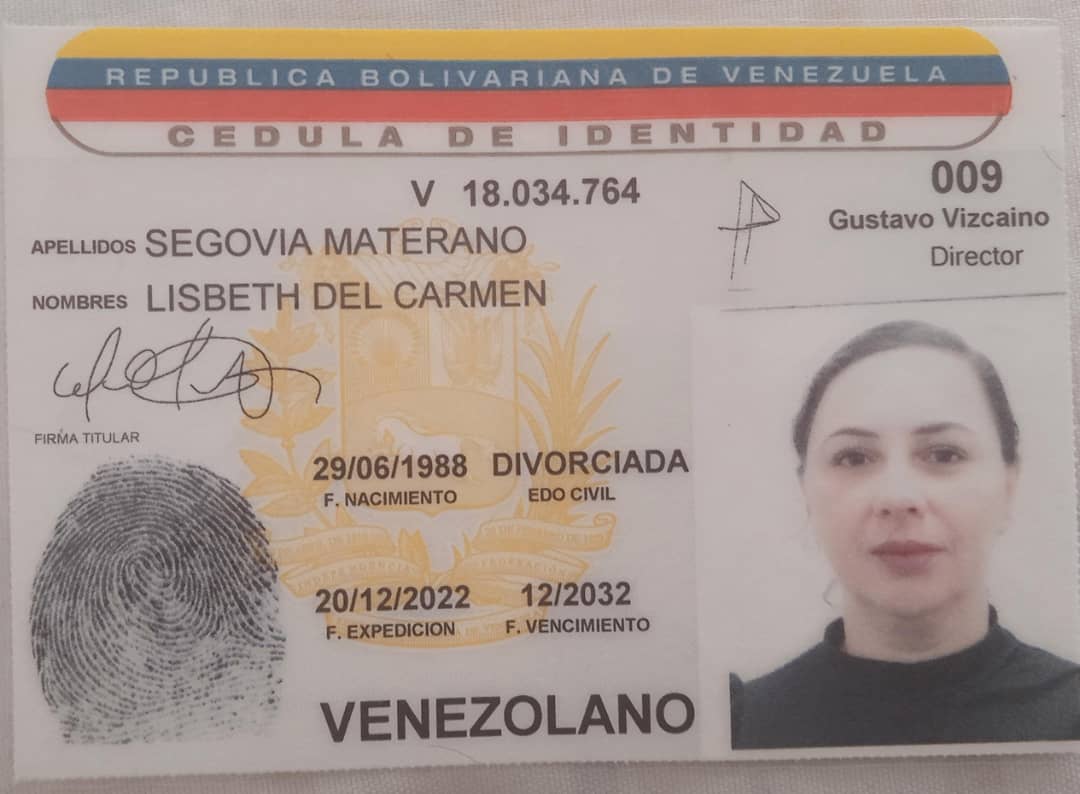 REPUBLICA BOLIVARIANA DE VENEZUELA
CEDULA DE IDENTIDAD
V 18.034.764
009
Gustavo Vizcaino
Director
APELLIDOS SEGOVIA MATERANO
NOMBRES LISBETH DEL CARMEN
FIRMA TITULAR
29/06/1988 DIVORCIADA
F. NACIMIENTO EDO CIVIL
INDEPENDENCIA FEDERACIÓN
20/12/2022 12/2032
F. EXPEDICION F. VENCIMIENTO
VENEZOLANO